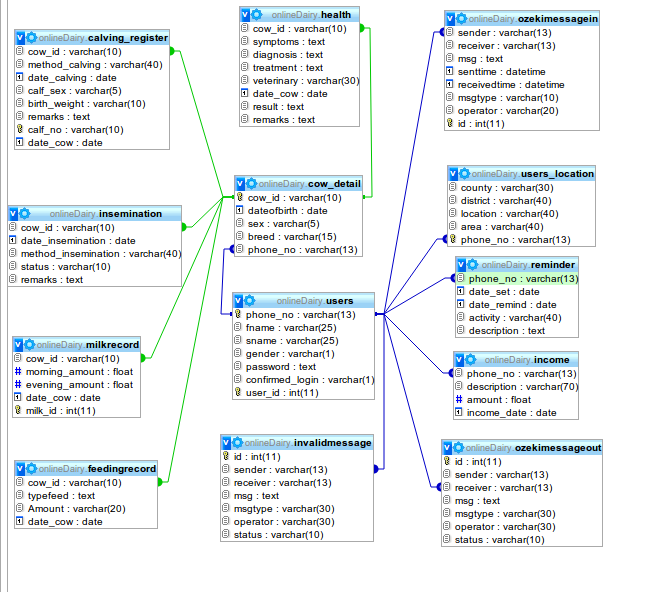 onlineDairy.calving_register
cow_id : varchar(10)
method_calving : varchar(40)
date_calving : date
calf_sex : varchar(5)
birth_weight : varchar(10)
remarks : text
calf_no : varchar(10)
date_cow : date
onlineDairy.health
cow_id : varchar(10)
symptoms : text
diagnosis : text
treatment : text
veterinary : varchar(30)
date_cow : date
result : text
remarks : text
onlineDairy.ozekimessagein
sender : varchar(13)
receiver : varchar(13)
msg : text
senttime : datetime
receivedtime : datetime
msgtype : varchar(10)
operator : varchar(20)
id : int(11)
onlineDairy.cow_detail
cow_id : varchar(10)
dateofbirth : date
sex : varchar(5)
breed : varchar(15)
phone_no : varchar(13)
onlineDairy.users_location
county : varchar(30)
district : varchar(40)
location : varchar(40)
area : varchar(40)
phone_no : varchar(13)
onlineDairy.insemination
cow_id : varchar(10)
date_insemination : date
method_insemination : varchar(40)
status : varchar(10)
remarks : text
onlineDairy.reminder
phone_no : varchar(13)
date_set : date
date_remind : date
activity : varchar(40)
description : text
onlineDairy.users
phone_no : varchar(13)
fname : varchar(25)
sname : varchar(25)
gender : varchar(1)
password : text
confirmed_login : varchar(1)
user_id : int(11)
onlineDairy.milkrecord
cow_id : varchar(10)
morning_amount : float
evening_amount : float
date_cow : date
milk_id : int(11)
onlineDairy.income
phone_no : varchar(13)
description : varchar(70)
amount : float
income_date : date
onlineDairy.feedingrecord
cow_id : varchar(10)
typefeed : text
Amount : varchar(20)
date_cow : date
onlineDairy.invalidmessage
id : int(11)
sender : varchar(13)
receiver : varchar(13)
msg : text
msgtype : varchar(30)
operator : varchar(30)
status : varchar(10)
onlineDairy.ozekimessageout
id : int(11)
sender : varchar(13)
receiver : varchar(13)
msg : text
msgtype : varchar(30)
operator : varchar(30)
status : varchar(10)